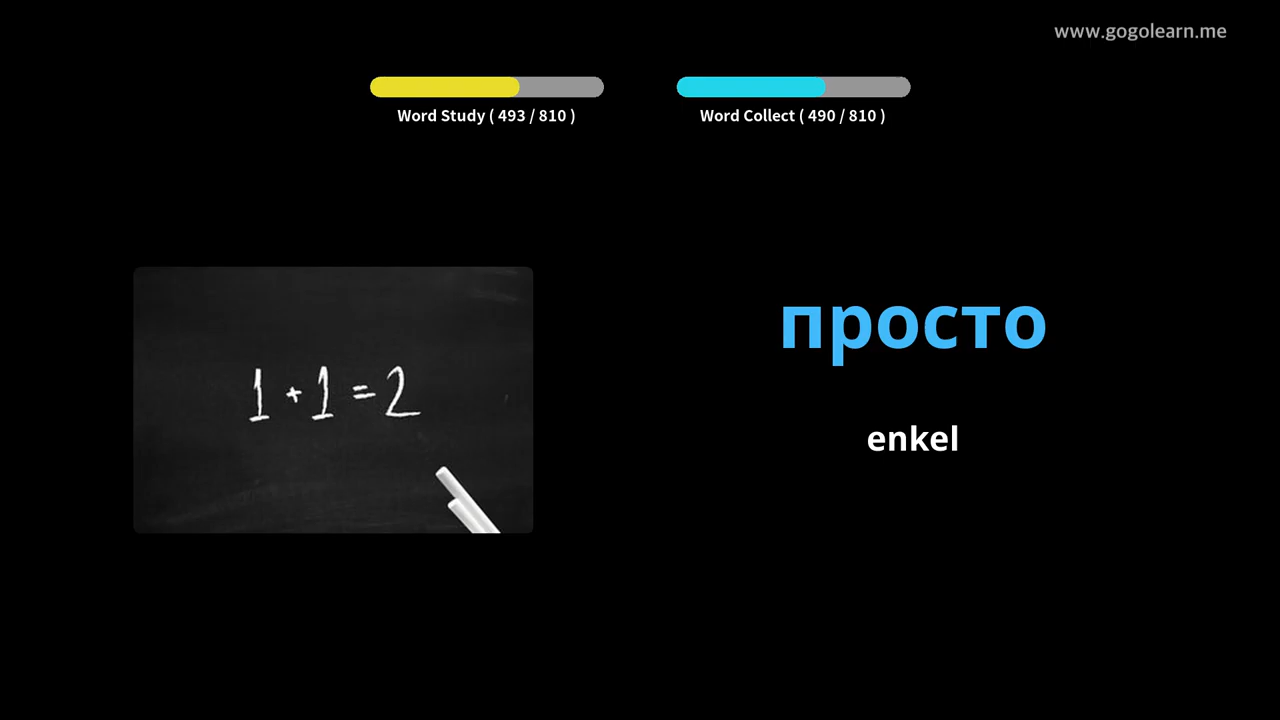 www.gogolearn.me
Word Study ( 493 / 810 )
Word Collect ( 490 / 810 )
1 + 1 = 2
просто
enkel